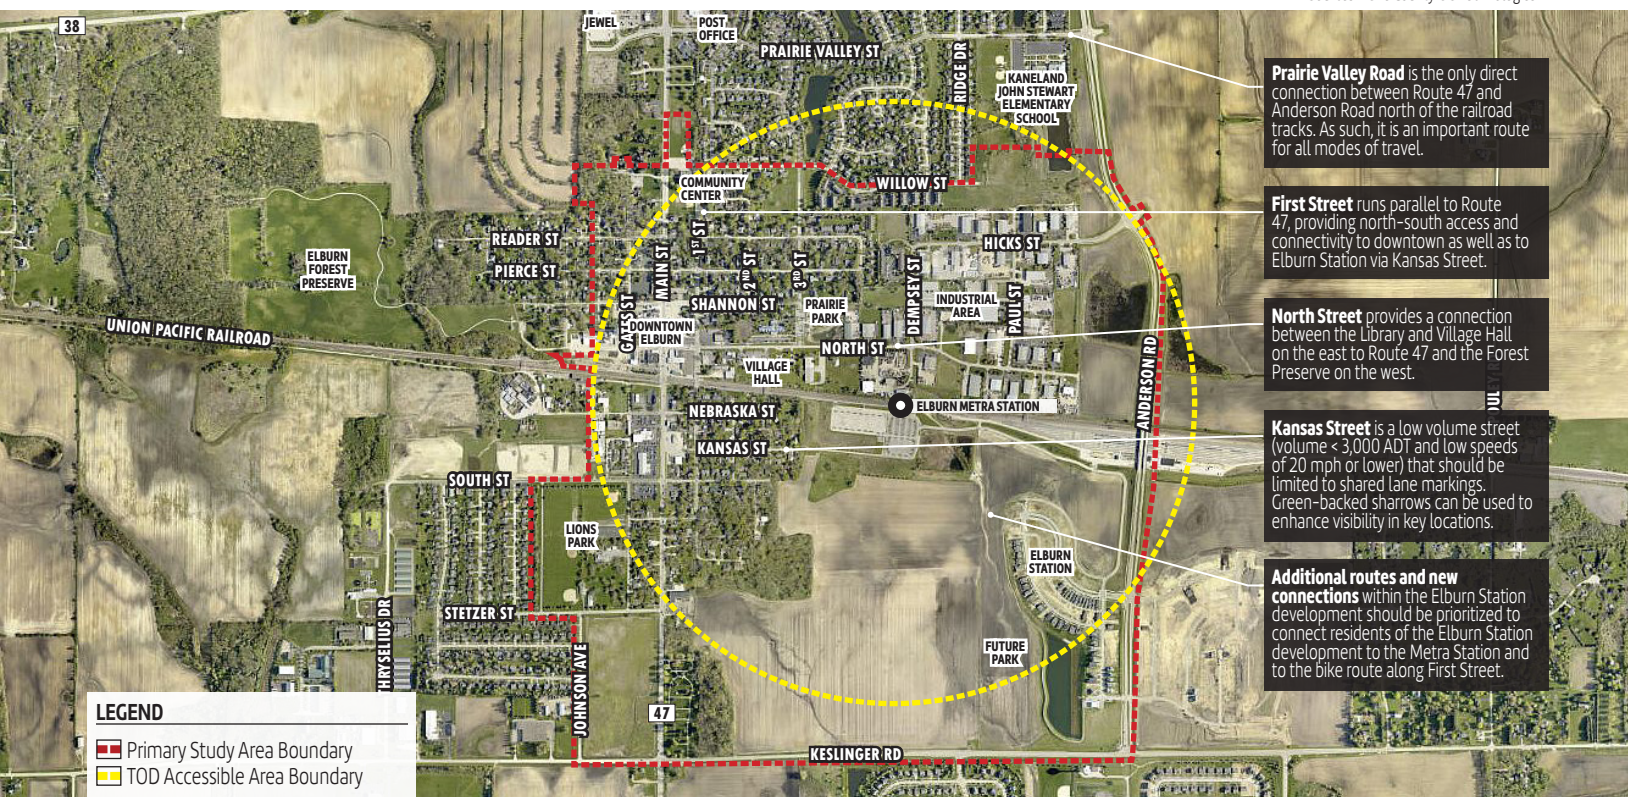 38
JEWEL
POST
OFFICE
PRAIRIE VALLEY ST
RIDGE DR
KANELAND
JOHN STEWART
ELEMENTARY
SCHOOL
Prairie Valley Road is the only direct
connection between Route 47 and
Anderson Road north of the railroad
tracks. As such, it is an important route
for all modes of travel.
COMMUNITY
CENTER
WILLOW ST
First Street runs parallel to Route
47, providing north-south access and
connectivity to downtown as well as to
Elburn Station via Kansas Street.
READER ST
PIERCE ST
ELBURN
FOREST
PRESERVE
MAIN ST
1ST ST
2ND ST
3RD ST
HICKS ST
DEMPSEY ST
INDUSTRIAL
AREA
PAUL ST
SHANNON ST
PRAIRIE
PARK
GATES ST
DOWNTOWN
ELBURN
UNION PACIFIC RAILROAD
NORTH ST
VILLAGE
HALL
ANDERSON RD
North Street provides a connection
between the Library and Village Hall
on the east to Route 47 and the Forest
Preserve on the west.
NEBRASKA ST
ELBURN METRA STATION
KANSAS ST
Kansas Street is a low volume street
(volume < 3,000 ADT and low speeds
of 20 mph or lower) that should be
limited to shared lane markings.
Green-backed sharrows can be used to
enhance visibility in key locations.
SOUTH ST
LIONS
PARK
ELBURN
STATION
Additional routes and new
connections within the Elburn Station
development should be prioritized to
connect residents of the Elburn Station
development to the Metra Station and
to the bike route along First Street.
STETZER ST
THRYSELIUS DR
JOHNSON AVE
FUTURE
PARK
47
KESLINGER RD
LEGEND
Primary Study Area Boundary
TOD Accessible Area Boundary